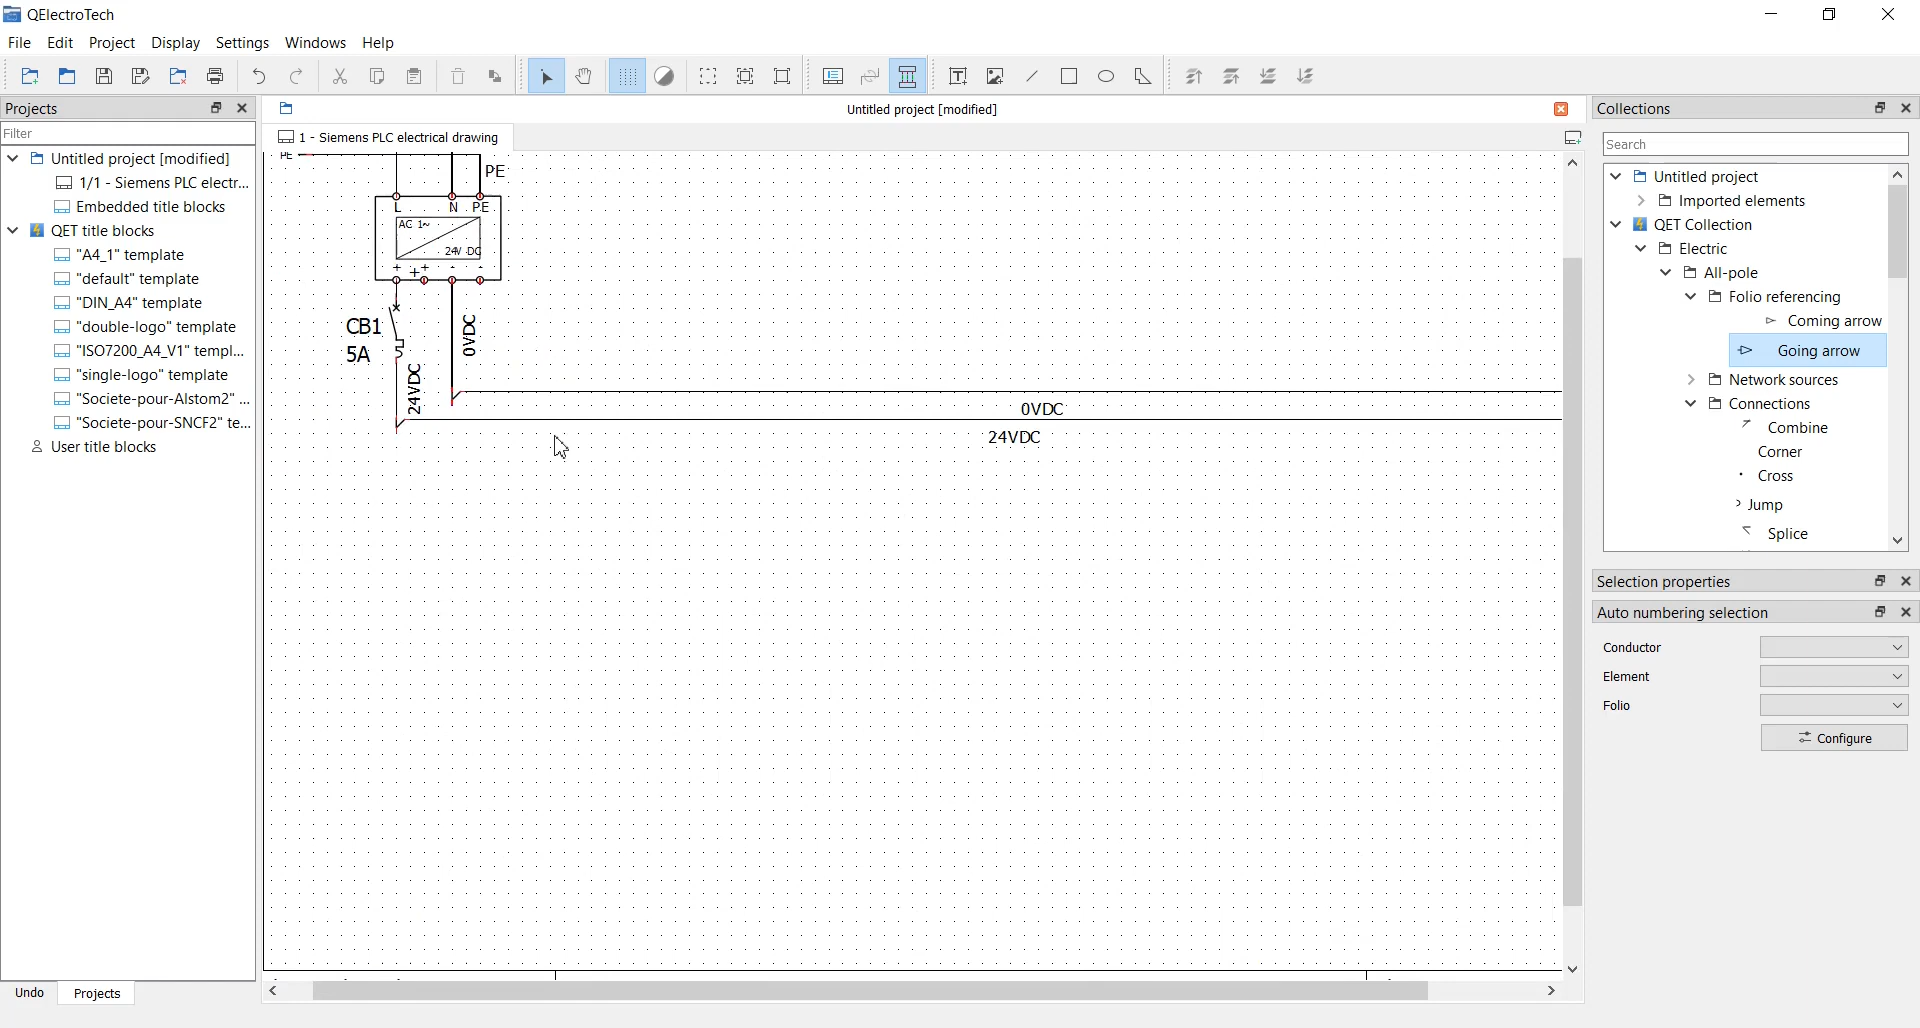 QElectroTech
File Edit Project Display Settings Windows Help
Projects
Untitled project [modified]
Collections
Filter
1 - Siemens PLC electrical drawing
Search
Untitled project [modified]
1/1 - Siemens PLC electr...
Embedded title blocks
QET title blocks
"A4_1" template
"default" template
"DIN_A4" template
"double-logo" template
"ISO7200_A4_V1" templ...
"single-logo" template
"Societe-pour-Alstom2" ...
"Societe-pour-SNCF2" te...
User title blocks
Undo Projects
PE
PE
L N PE
AC 1~
24V DC
+ + + - -
CB1
5A
0VDC
24VDC
0VDC
24VDC
Untitled project
Imported elements
QET Collection
Electric
All-pole
Folio referencing
Coming arrow
Going arrow
Network sources
Connections
Combine
Corner
Cross
Jump
Splice
Selection properties
Auto numbering selection
Conductor
Element
Folio
Configure